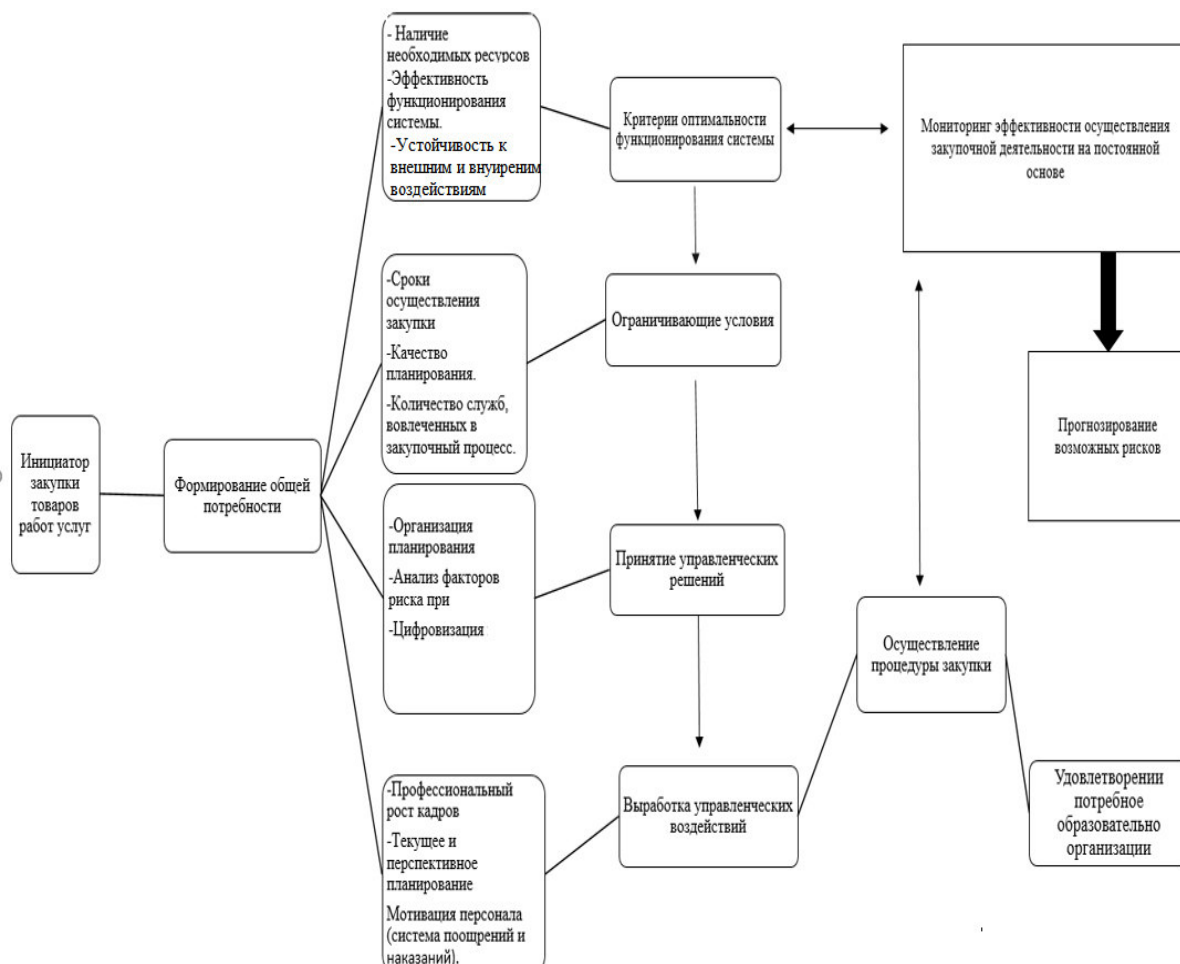 - Наличие
необходимых ресурсов
-Эффективность
функционирования
системы.
-Устойчивость к
внешним и внуиреним
воздействиям
Критерии оптимальности
функционирования системы
Мониторинг эффективности осуществления
закупочной деятельности на постоянной
основе
-Сроки
осуществления
закупки
-Качество
планирования.
-Количество служб,
вовлеченных в
закупочный процесс.
Ограничивающие условия
Прогнозирование
возможных рисков
Инициатор
закупки
товаров
работ услуг
Формирование общей
потребности
-Организация
планирования
-Анализ факторов
риска при
-Цифровизация
Принятие управленческих
решений
Осуществление
процедуры закупки
-Профессиональный
рост кадров
-Текущее и
перспективное
планирование
Мотивация персонала
(система поощрений и
наказаний).
Выработка управленческих
воздействий
Удовлетворении
потребное
образовательно
организации